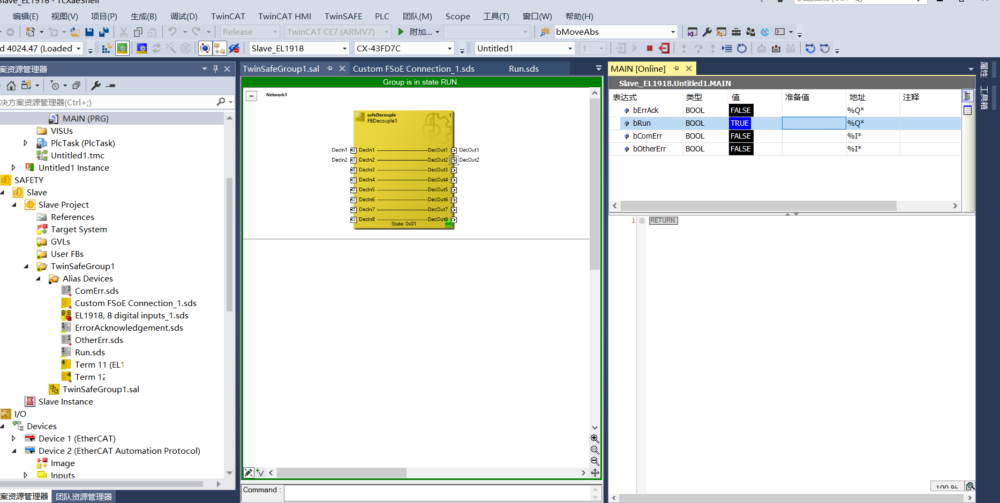 Slave_EL1918 - TcXaeShell
编辑(E) 视图(V) 项目(P) 生成(B) 调试(D) TwinCAT TwinCAT HMI TwinSAFE PLC 团队(M) Scope 工具(T) 窗口(W) 帮助(H)
Release TwinCAT CE7 (ARMV7) 附加... bMoveAbs
d 4024.47 (Loaded) Slave_EL1918 CX-43FD7C Untitled1 1
案资源管理器
决方案资源管理器(Ctrl+;)
MAIN (PRG)
VISUs
PlcTask (PlcTask)
Untitled1.tmc
Untitled1 Instance
SAFETY
Slave
Slave Project
References
Target System
GVLs
User FBs
TwinSafeGroup1
Alias Devices
ComErr.sds
Custom FSoE Connection_1.sds
EL1918, 8 digital inputs_1.sds
ErrorAcknowledgement.sds
OtherErr.sds
Run.sds
Term 11 (EL1
Term 12
TwinSafeGroup1.sal
Slave Instance
I/O
Devices
Device 1 (EtherCAT)
Device 2 (EtherCAT Automation Protocol)
Image
Inputs
案资源管理器 团队资源管理器
TwinSafeGroup1.sal Custom FSoE Connection_1.sds Run.sds
Group is in state RUN.
Network1
safeDecouple 1
FBDecouple1
DecIn1 DecIn1 DecOut1 DecOut1
DecIn2 DecIn2 DecOut2 DecOut2
DecIn3 DecOut3
DecIn4 DecOut4
DecIn5 DecOut5
DecIn6 DecOut6
DecIn7 DecOut7
DecIn8 DecOut8
State: 0x01
Command :
MAIN [Online]
Slave_EL1918.Untitled1.MAIN
表达式 类型 值 准备值 地址 注释
bErrAck BOOL FALSE %Q*
bRun BOOL TRUE %Q*
bComErr BOOL FALSE %I*
bOtherErr BOOL FALSE %I*
1 RETURN
100 %
属性
工具箱